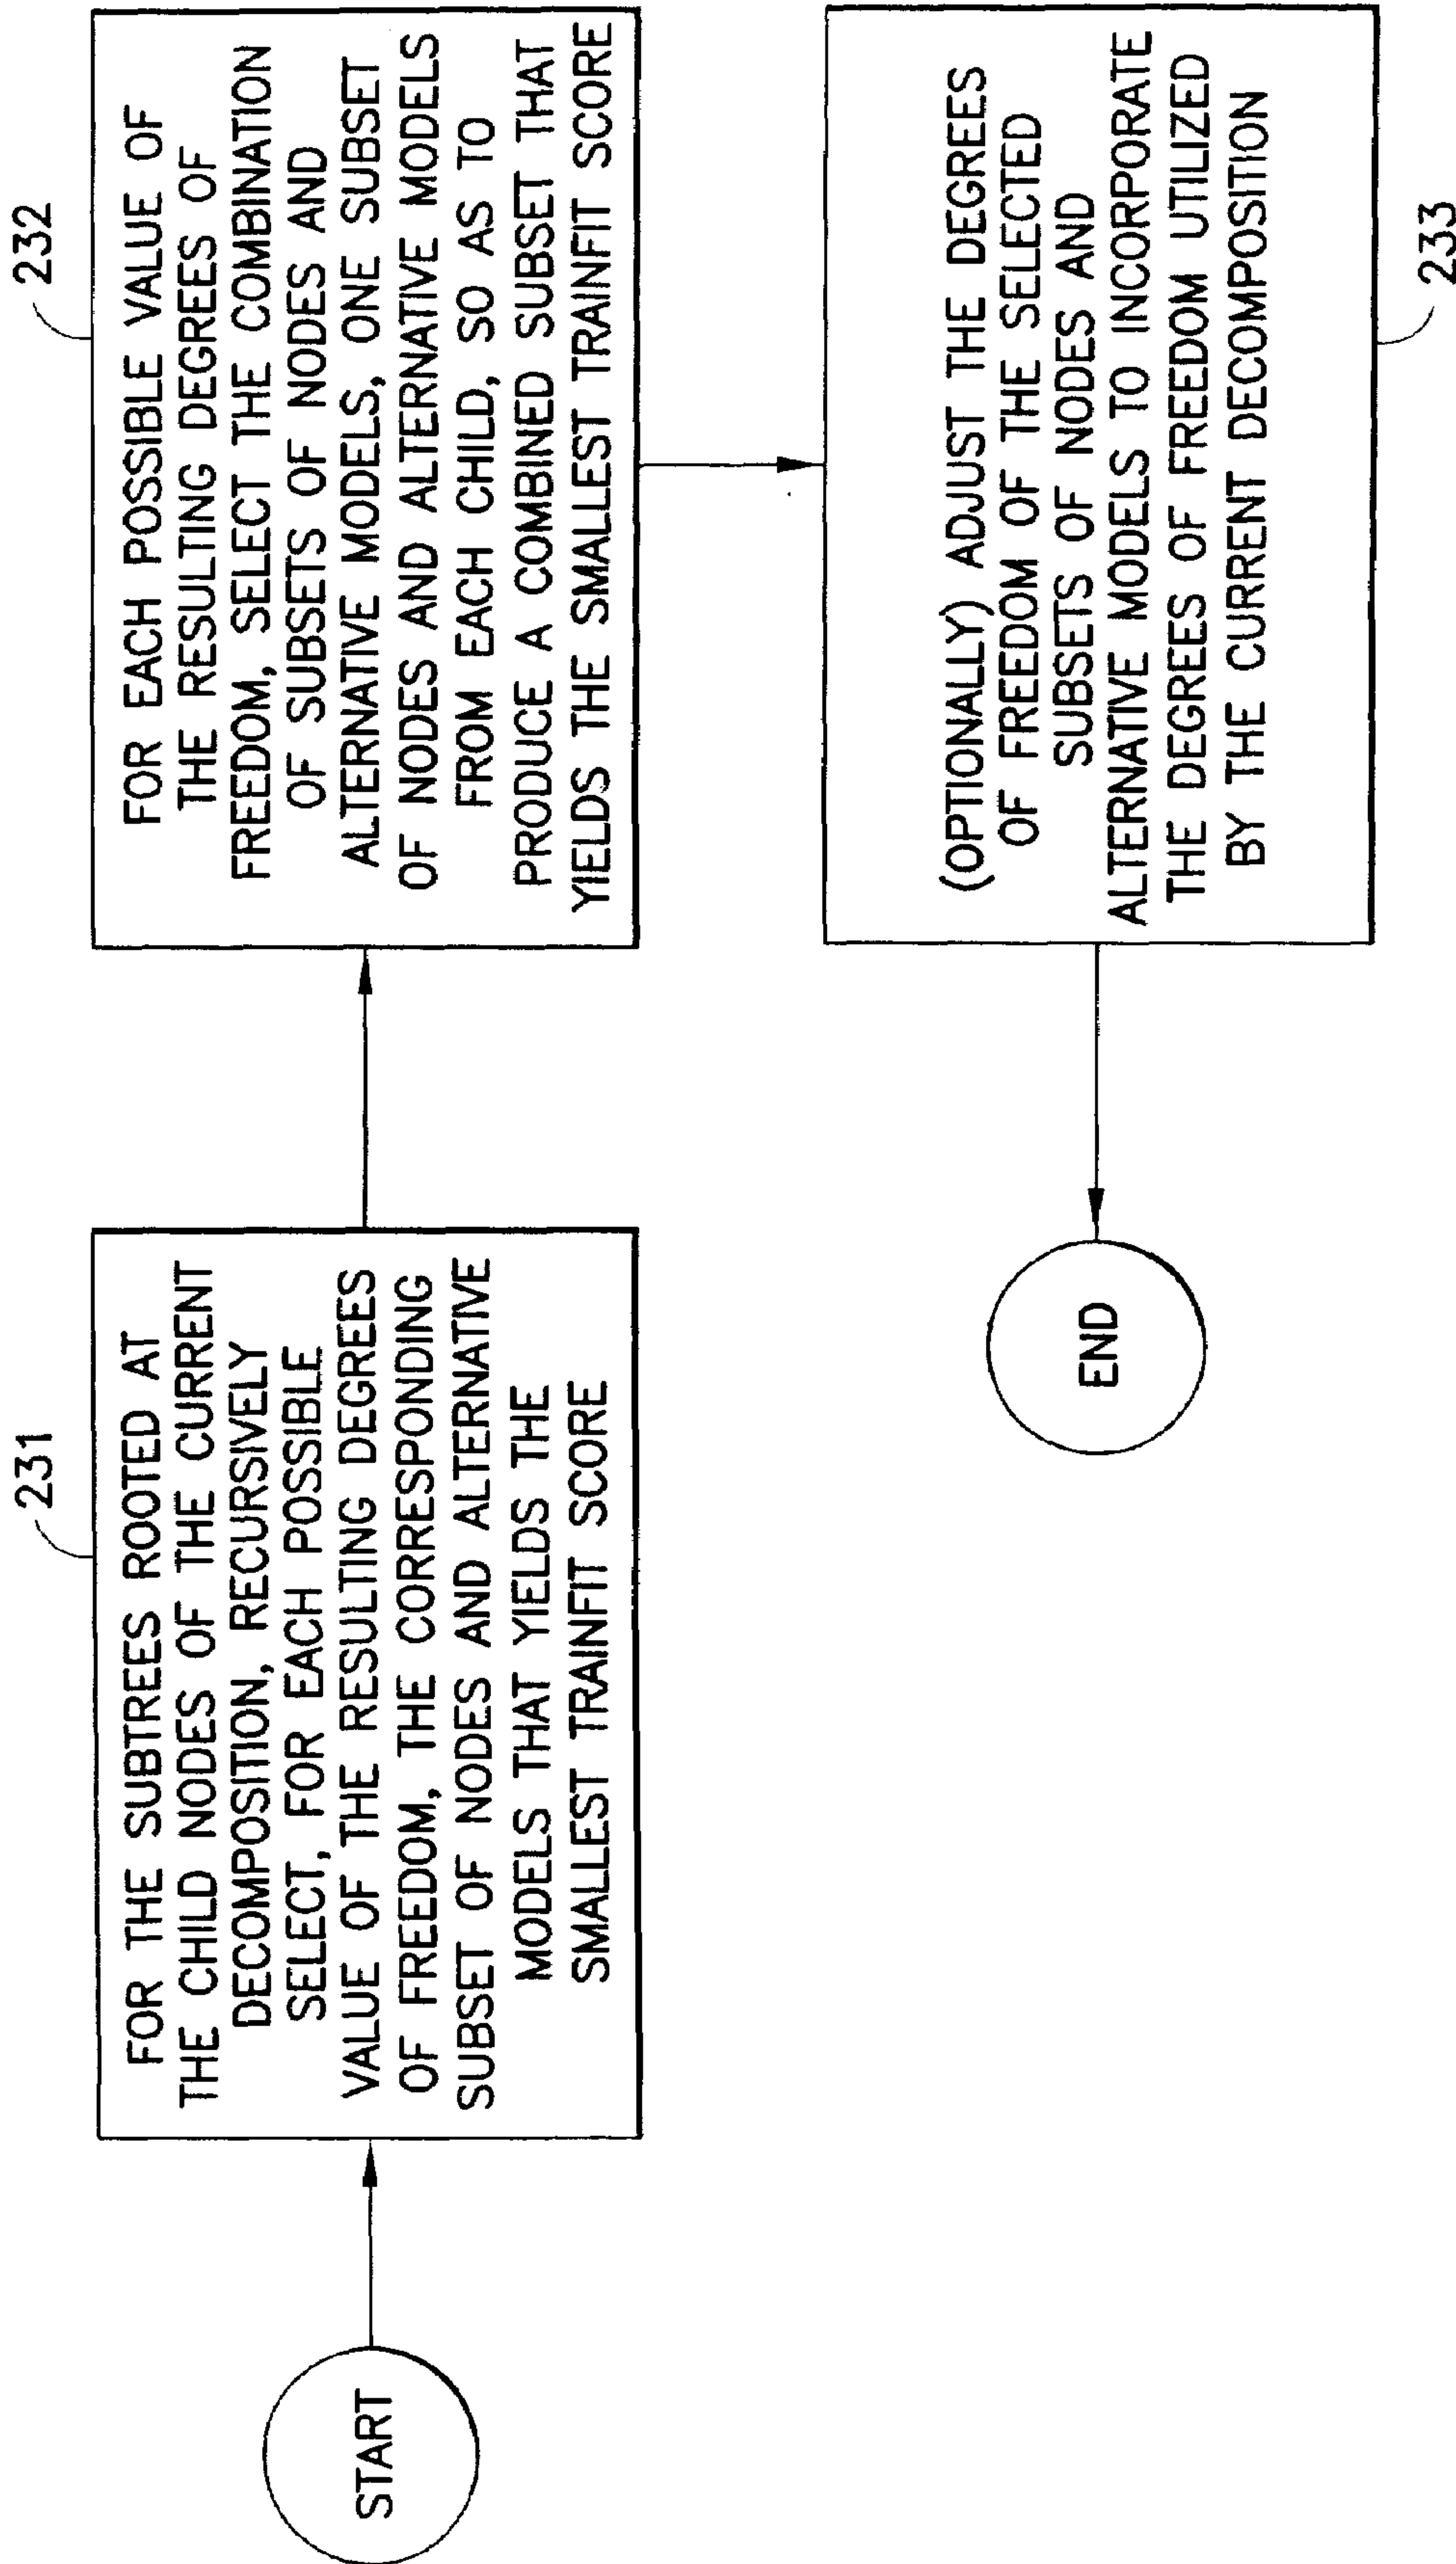 START
231
FOR THE SUBTREES ROOTED AT
THE CHILD NODES OF THE CURRENT
DECOMPOSITION, RECURSIVELY
SELECT, FOR EACH POSSIBLE
VALUE OF THE RESULTING DEGREES
OF FREEDOM, THE CORRESPONDING
SUBSET OF NODES AND ALTERNATIVE
MODELS THAT YIELDS THE
SMALLEST TRAINFIT SCORE
232
FOR EACH POSSIBLE VALUE OF
THE RESULTING DEGREES OF
FREEDOM, SELECT THE COMBINATION
OF SUBSETS OF NODES AND
ALTERNATIVE MODELS, ONE SUBSET
OF NODES AND ALTERNATIVE MODELS
FROM EACH CHILD, SO AS TO
PRODUCE A COMBINED SUBSET THAT
YIELDS THE SMALLEST TRAINFIT SCORE
(OPTIONALLY) ADJUST THE DEGREES
OF FREEDOM OF THE SELECTED
SUBSETS OF NODES AND
ALTERNATIVE MODELS TO INCORPORATE
THE DEGREES OF FREEDOM UTILIZED
BY THE CURRENT DECOMPOSITION
233
END